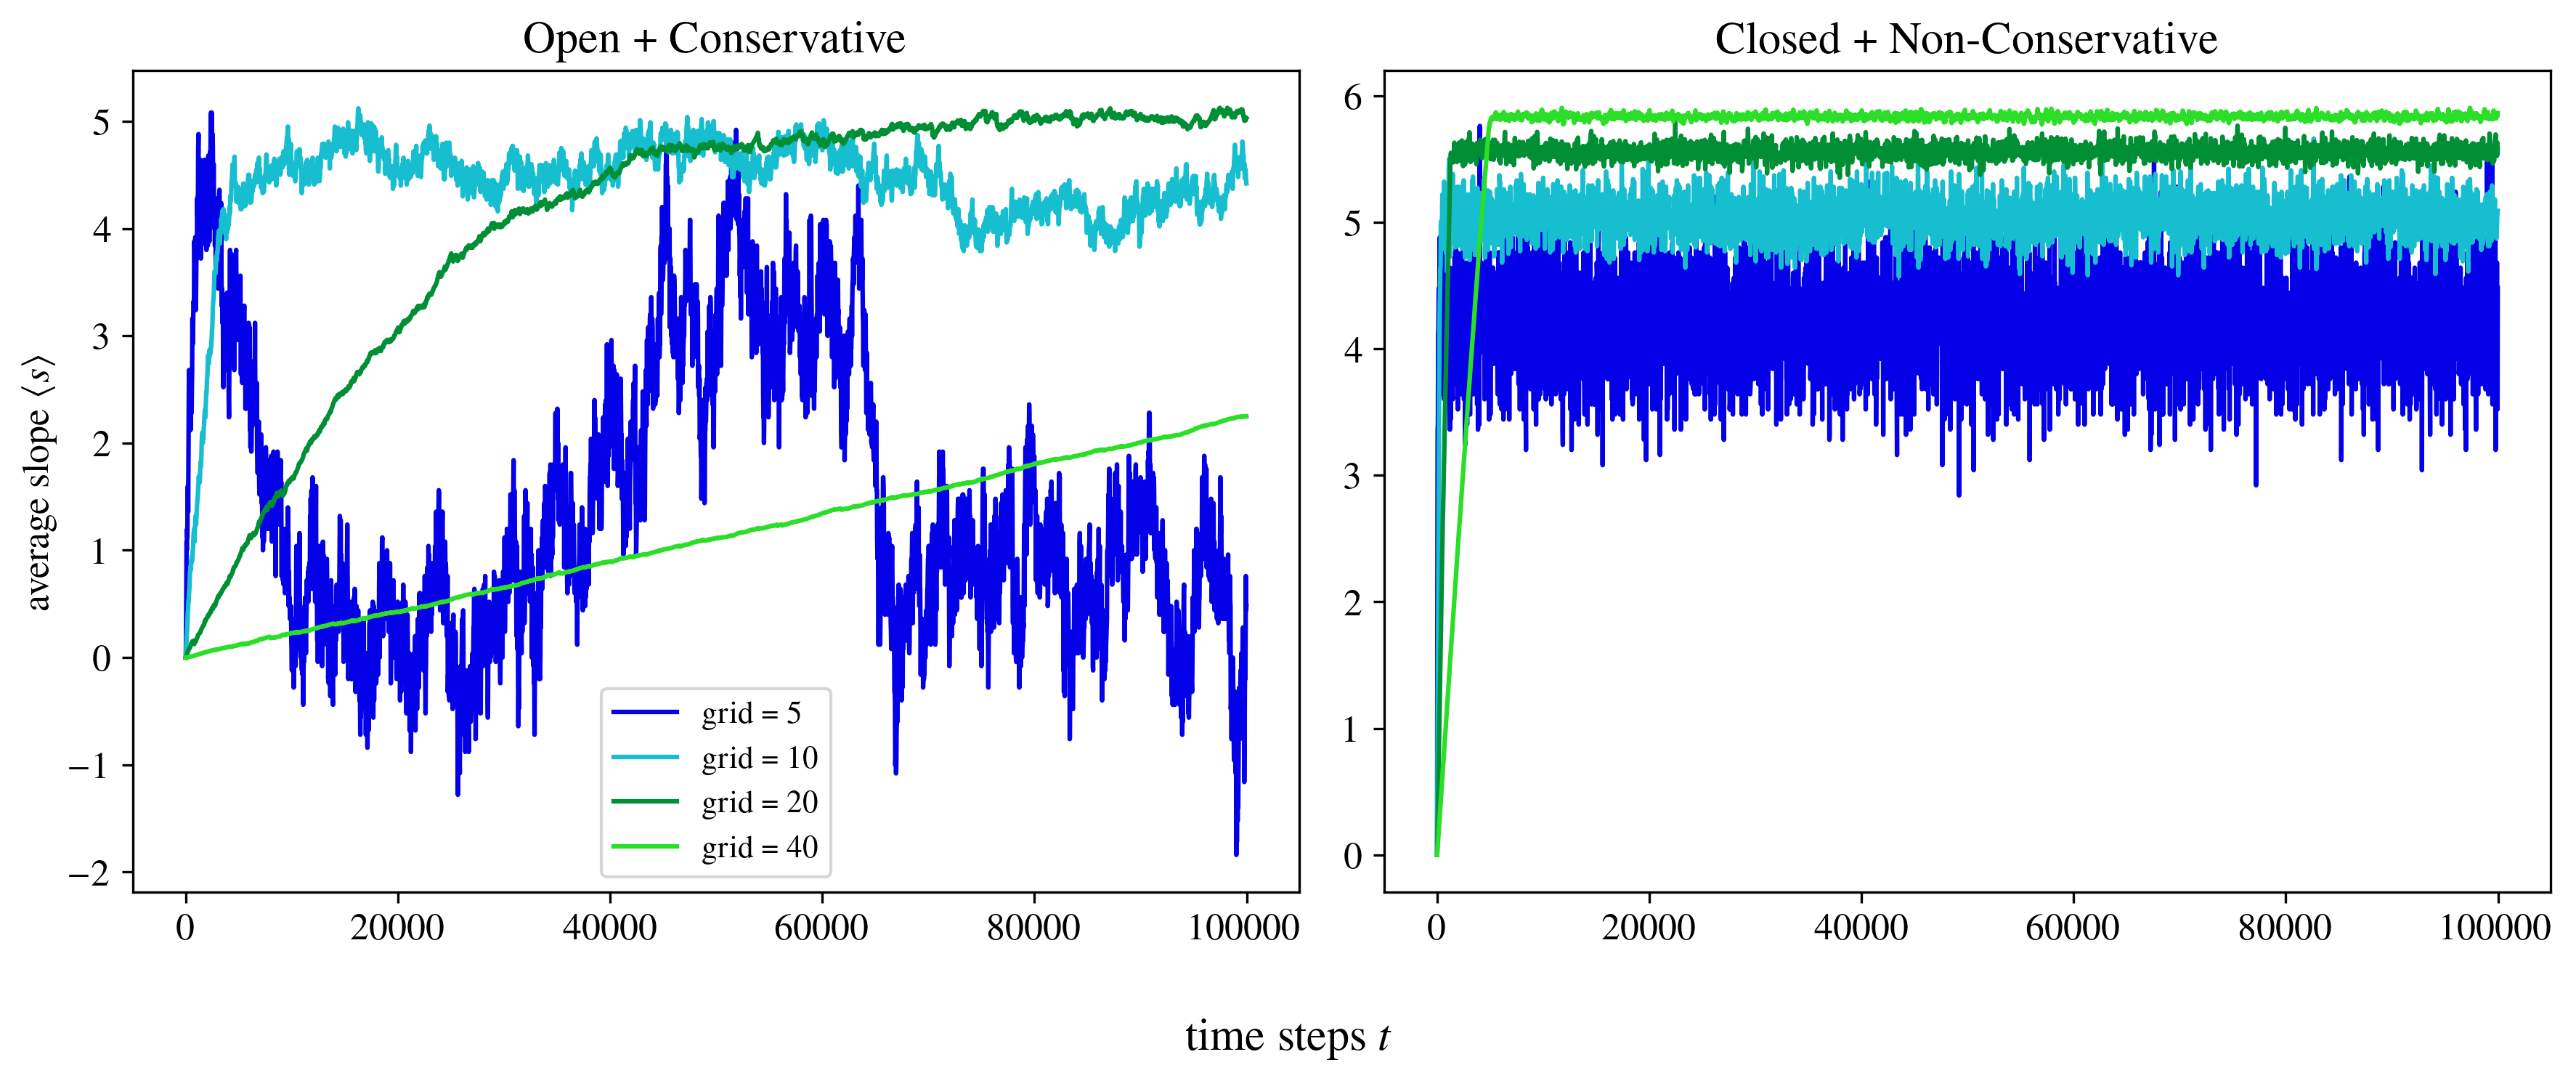 Open + Conservative
Closed + Non-Conservative
average slope ⟨s⟩
5
4
3
2
1
0
−1
−2
6
5
4
3
2
1
0
grid = 5
grid = 10
grid = 20
grid = 40
0 20000 40000 60000 80000 100000
0 20000 40000 60000 80000 100000
time steps t